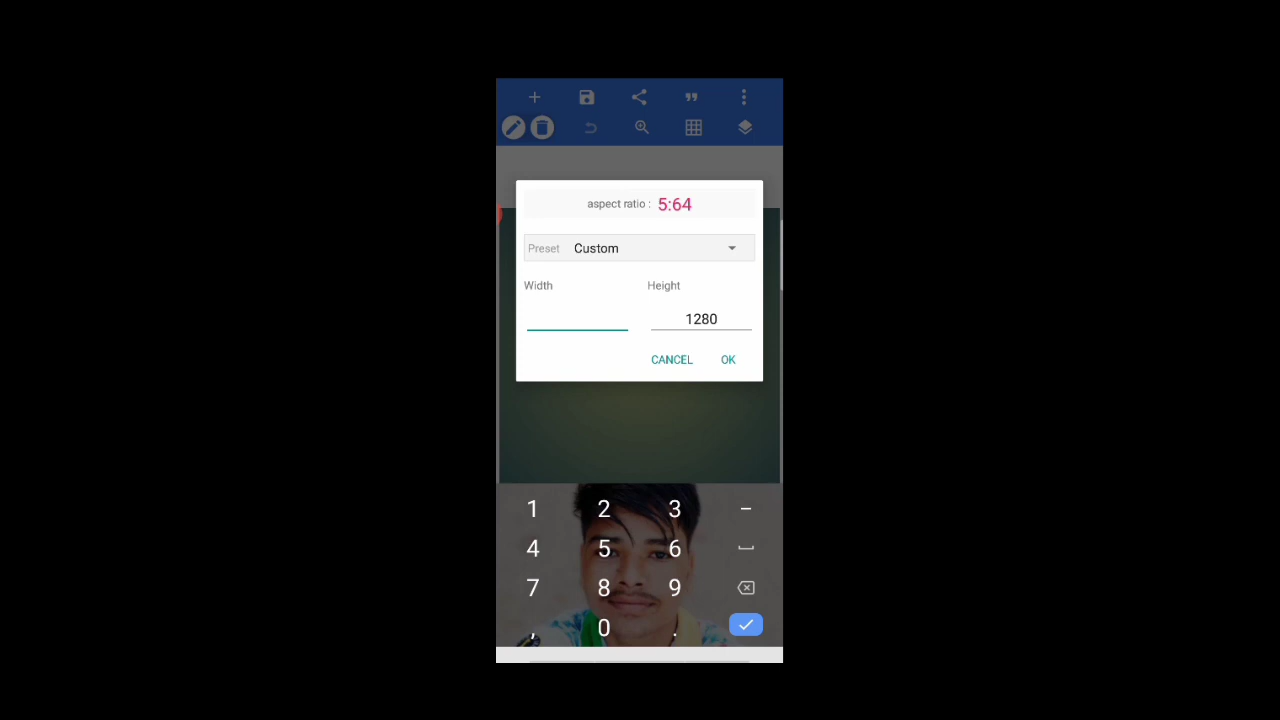 aspect ratio : 5:64
Preset Custom
Width Height
1280
CANCEL OK
1 2 3 –
4 5 6
7 8 9
, 0 .